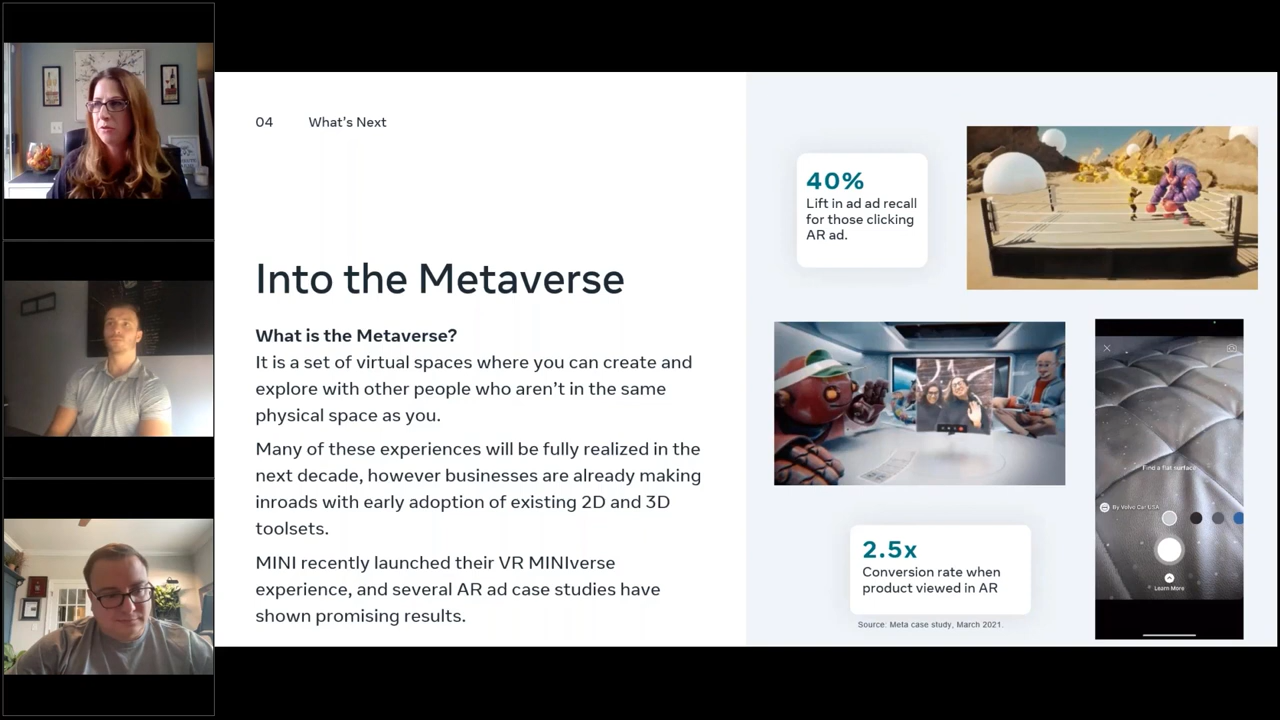 04 What's Next
Into the Metaverse
What is the Metaverse?
It is a set of virtual spaces where you can create and
explore with other people who aren't in the same
physical space as you.
Many of these experiences will be fully realized in the
next decade, however businesses are already making
inroads with early adoption of existing 2D and 3D
toolsets.
MINI recently launched their VR MINIverse
experience, and several AR ad case studies have
shown promising results.
40%
Lift in ad ad recall
for those clicking
AR ad.
Find a flat surface
By Volvo Car USA
Learn More
2.5x
Conversion rate when
product viewed in AR
Source: Meta case study, March 2021.